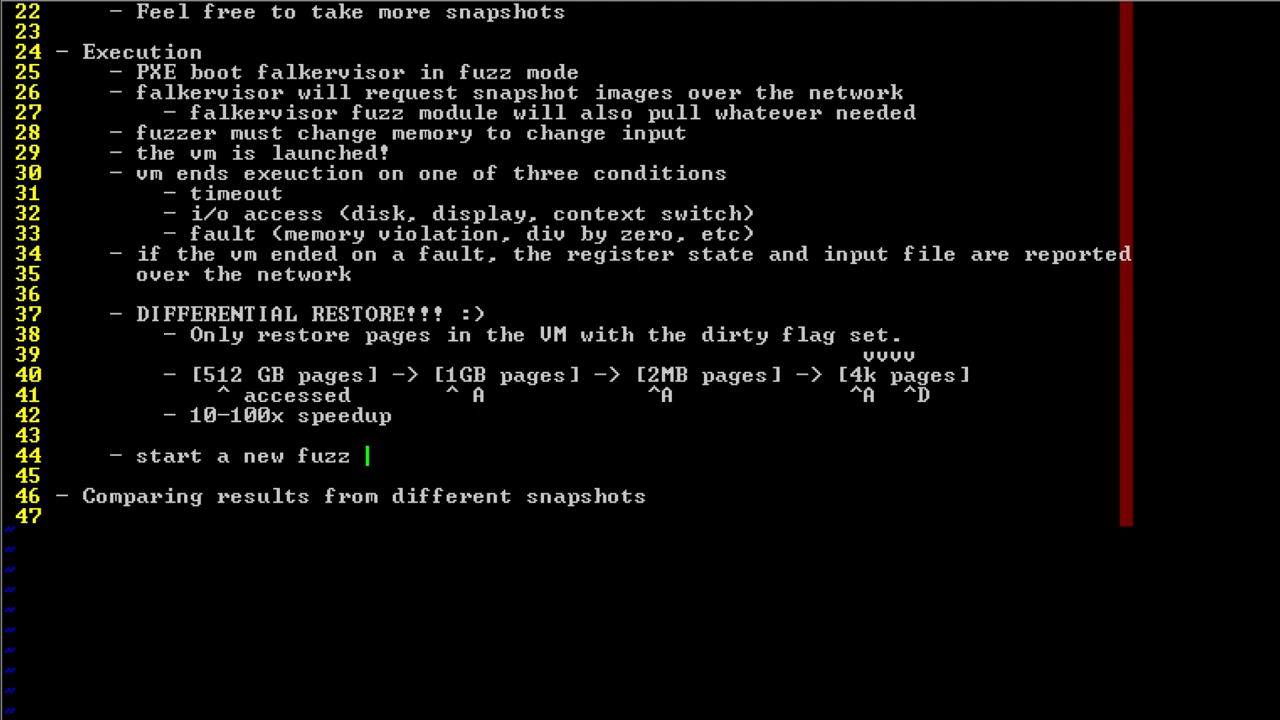 22       - Feel free to take more snapshots
23
24 - Execution
25     - PXE boot falkervisor in fuzz mode
26     - falkervisor will request snapshot images over the network
27         - falkervisor fuzz module will also pull whatever needed
28     - fuzzer must change memory to change input
29     - the vm is launched!
30     - vm ends exeuction on one of three conditions
31         - timeout
32         - i/o access (disk, display, context switch)
33         - fault (memory violation, div by zero, etc)
34     - if the vm ended on a fault, the register state and input file are reported
35       over the network
36
37     - DIFFERENTIAL RESTORE!!! :)
38         - Only restore pages in the VM with the dirty flag set.
39                                                             vvvv
40         - [512 GB pages] -> [1GB pages] -> [2MB pages] -> [4k pages]
41             ^ accessed       ^ A            ^A             ^A  ^D
42         - 10-100x speedup
43
44     - start a new fuzz
45
46 - Comparing results from different snapshots
47
~
~
~
~
~
~
~
~
~
~